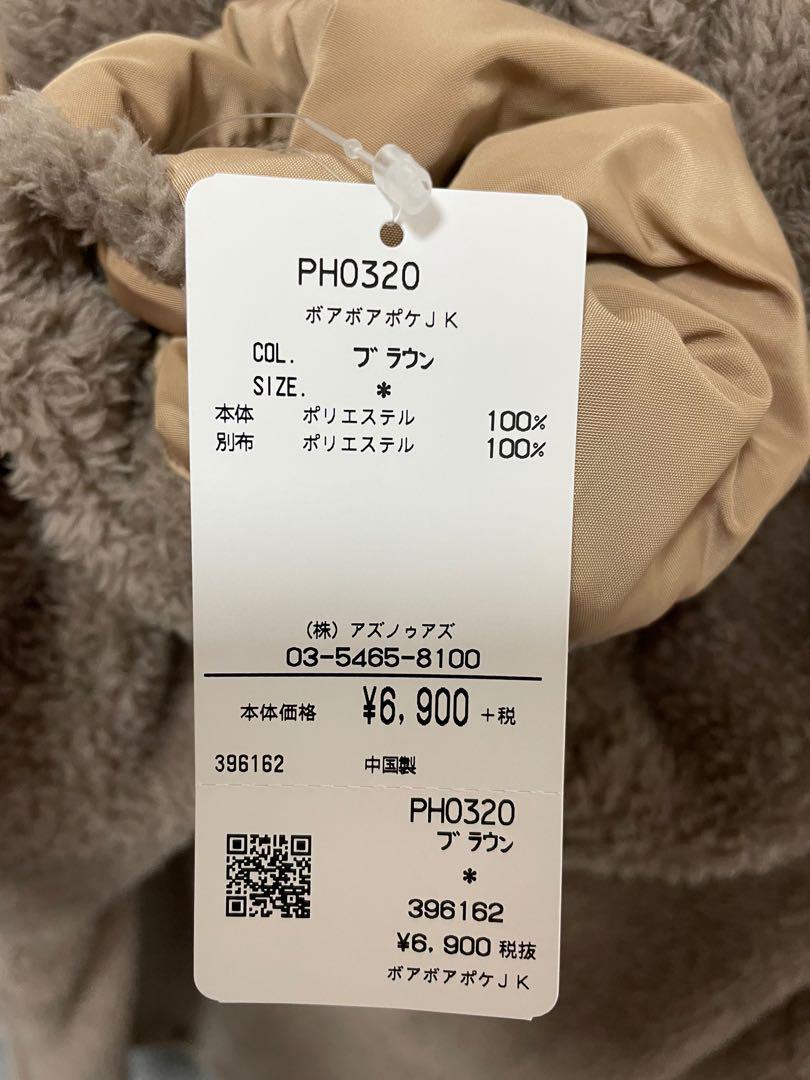 PH0320
ボアボアポケJK
COL. ブラウン
SIZE. *
本体 ポリエステル 100%
別布 ポリエステル 100%
(株) アズノゥアズ
03-5465-8100
本体価格 ¥6,900 +税
396162 中国製
PH0320
ブラウン
*
396162
¥6,900 税抜
ボアボアポケJK